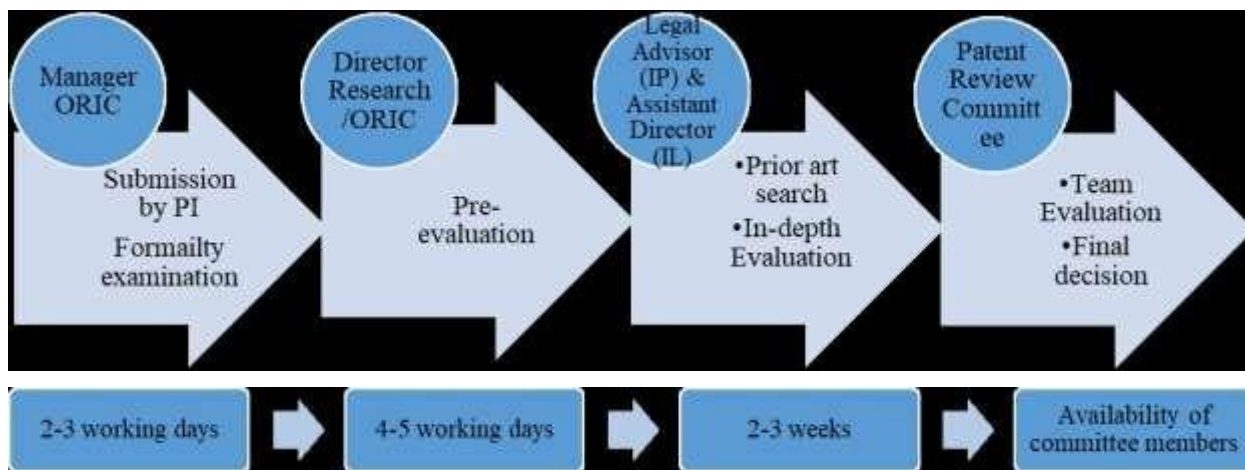 Manager
ORIC
Submission
by PI
Formailty
examination
Director
Research
/ORIC
Pre-
evaluation
Legal
Advisor
(IP) &
Assistant
Director
(IL)
•Prior art
search
•In-depth
Evaluation
Patent
Review
Committ
ee
•Team
Evaluation
•Final
decision
2-3 working days
4-5 working days
2-3 weeks
Availability of
committee members